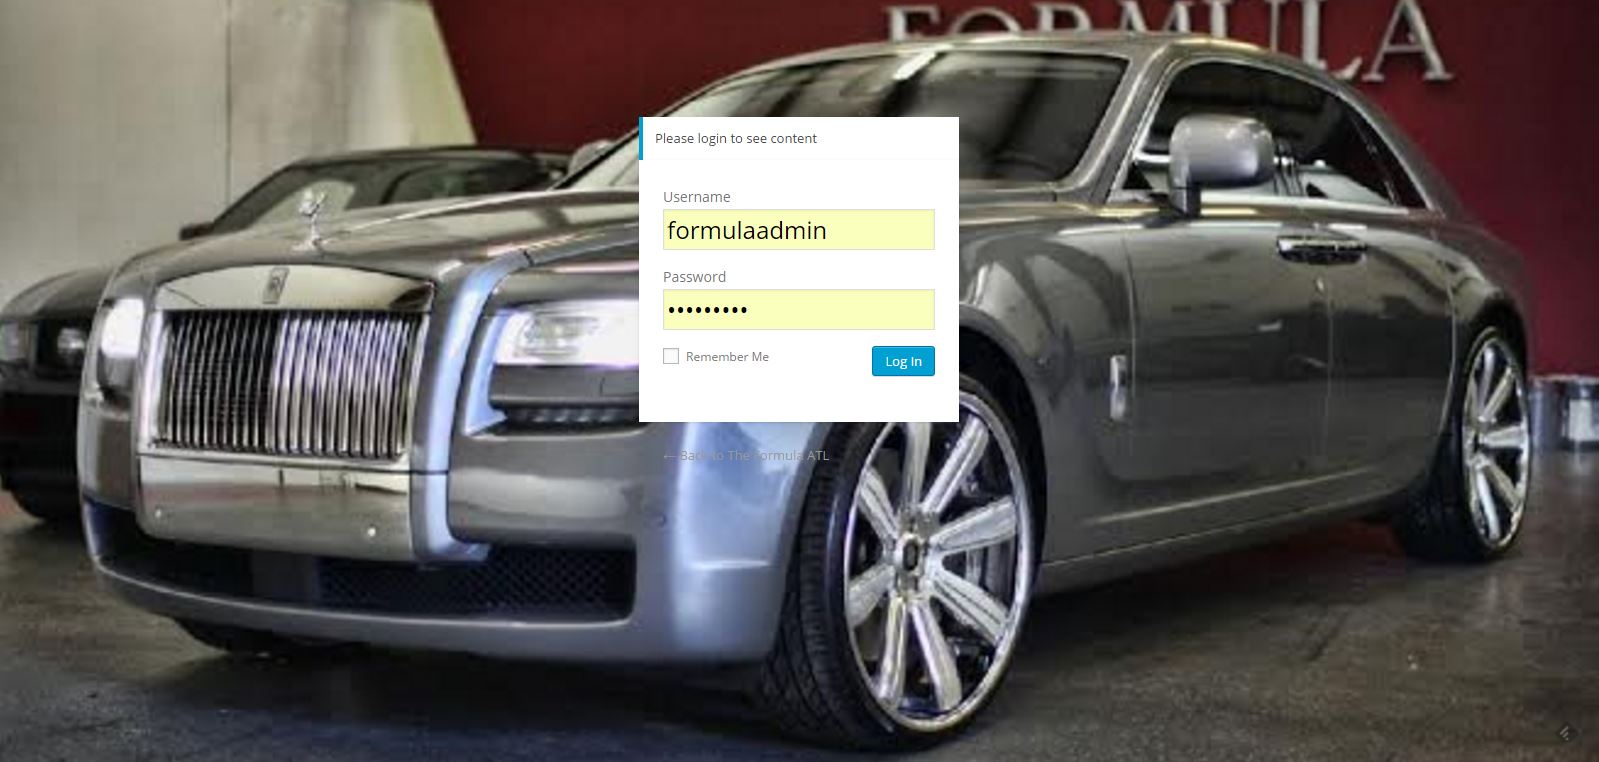 FORMULA
Please login to see content
Username
formulaadmin
Password
•••••••••
Remember Me
Log In
← Back to The Formula ATL